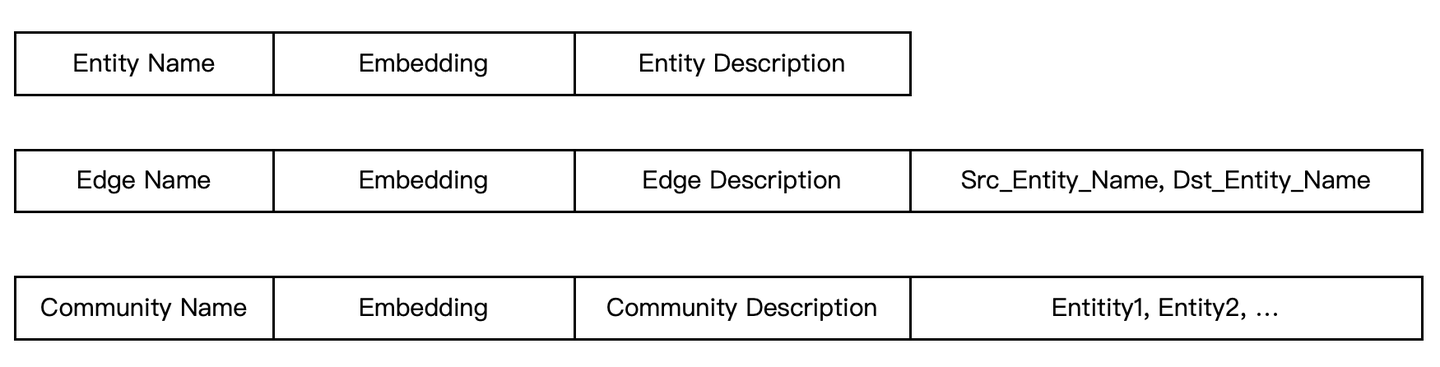 Entity Name Embedding Entity Description
Edge Name Embedding Edge Description Src_Entity_Name, Dst_Entity_Name
Community Name Embedding Community Description Entitity1, Entity2, ...